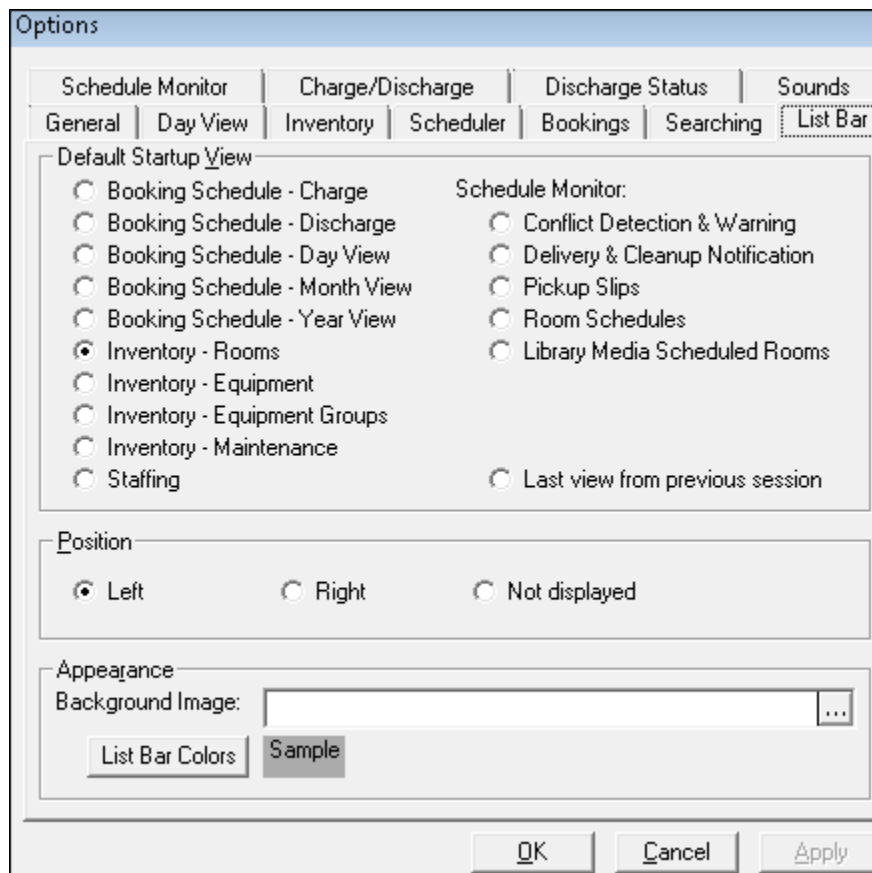 Options
Schedule Monitor Charge/Discharge Discharge Status Sounds
General Day View Inventory Scheduler Bookings Searching List Bar
Default Startup View
Booking Schedule - Charge Schedule Monitor:
Booking Schedule - Discharge Conflict Detection & Warning
Booking Schedule - Day View Delivery & Cleanup Notification
Booking Schedule - Month View Pickup Slips
Booking Schedule - Year View Room Schedules
Inventory - Rooms Library Media Scheduled Rooms
Inventory - Equipment
Inventory - Equipment Groups
Inventory - Maintenance
Staffing Last view from previous session
Position
Left Right Not displayed
Appearance
Background Image: ...
List Bar Colors Sample
OK Cancel Apply